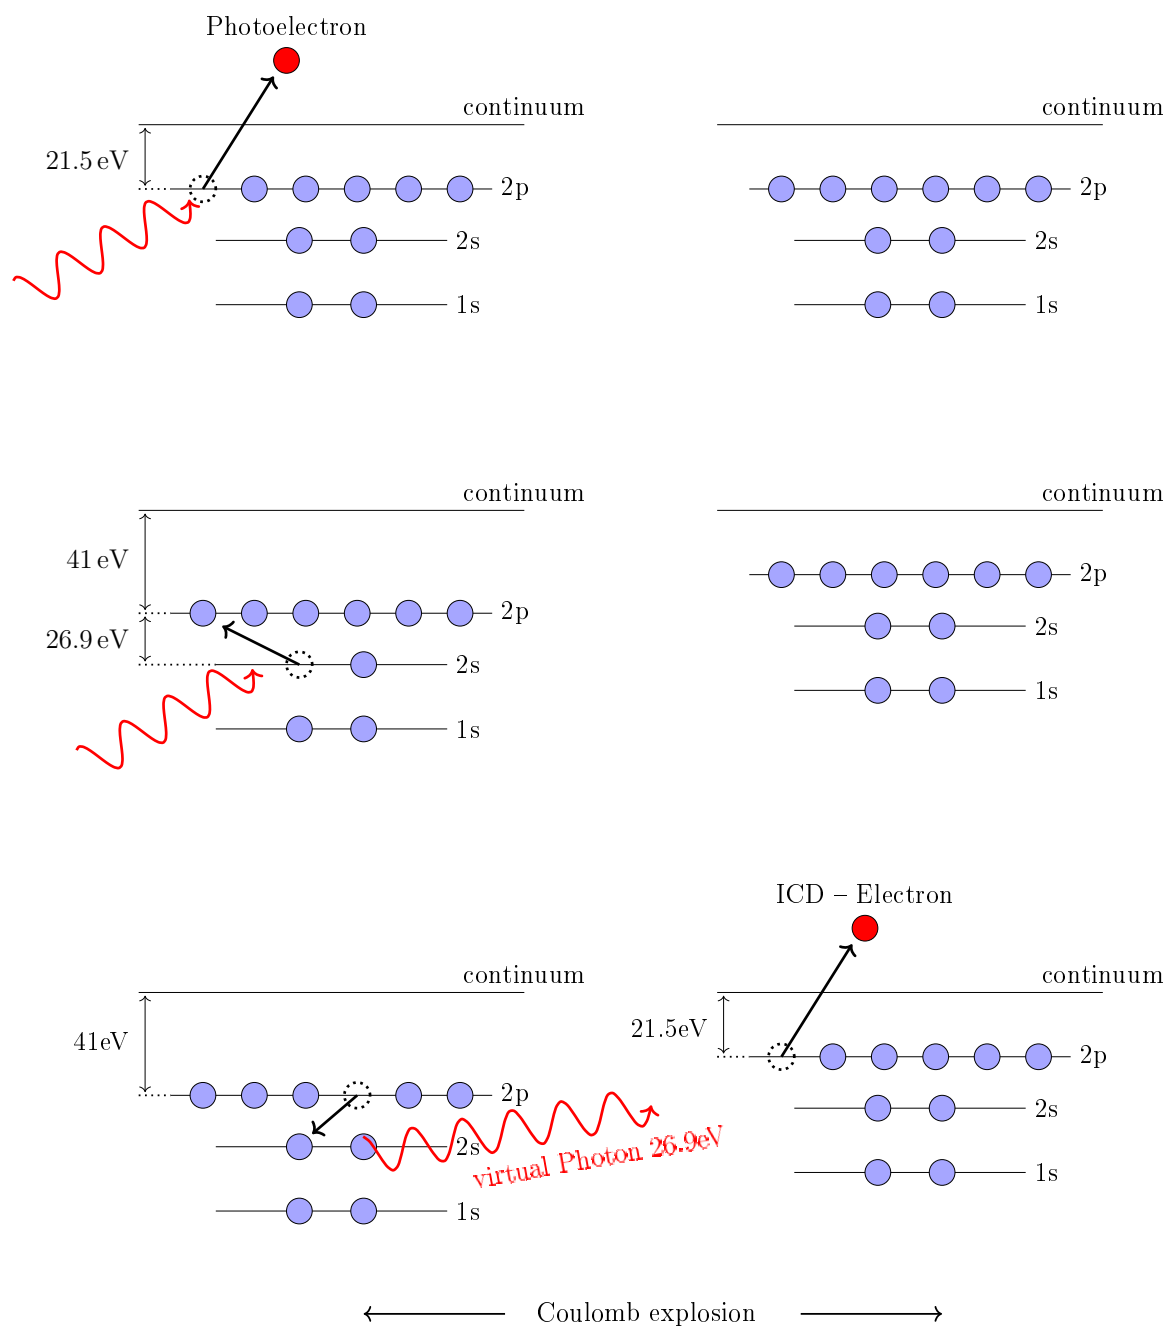 Photoelectron
continuum
continuum
21.5 eV
2p
2p
2s
2s
1s
1s
continuum
continuum
41 eV
2p
2p
26.9 eV
2s
2s
1s
1s
ICD – Electron
continuum
continuum
21.5eV
41eV
2p
2p
2s
2s
virtual Photon 26.9eV
1s
1s
Coulomb explosion